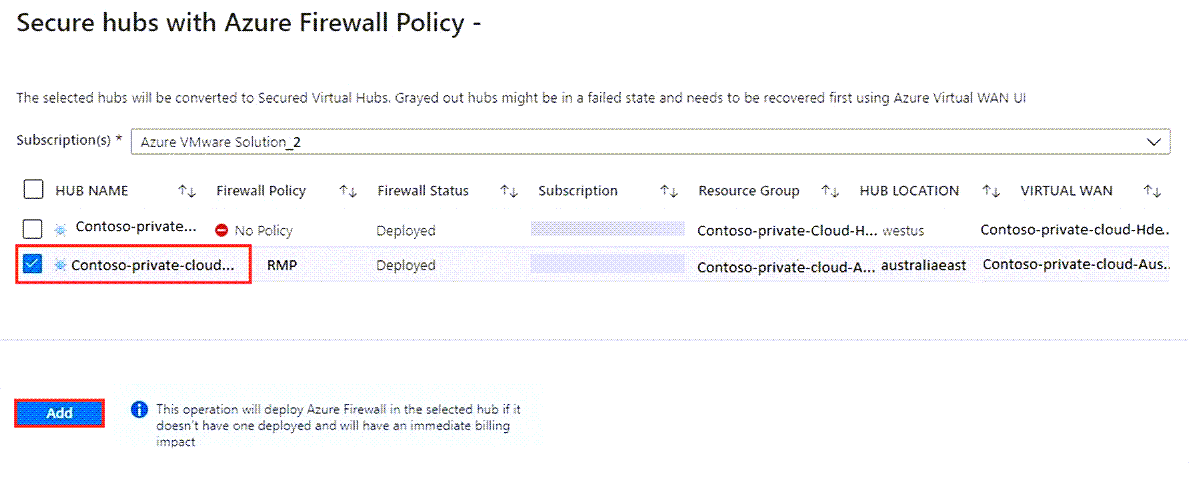 Secure hubs with Azure Firewall Policy -
The selected hubs will be converted to Secured Virtual Hubs. Grayed out hubs might be in a failed state and needs to be recovered first using Azure Virtual WAN UI
Subscription(s) * Azure VMware Solution_2
HUB NAME ↑↓ Firewall Policy ↑↓ Firewall Status ↑↓ Subscription ↑↓ Resource Group ↑↓ HUB LOCATION ↑↓ VIRTUAL WAN ↑↓
Contoso-private... No Policy Deployed Contoso-private-Cloud-H... westus Contoso-private-cloud-Hde..
Contoso-private-cloud... RMP Deployed Contoso-private-cloud-A... australiaeast Contoso-private-cloud-Aus..
Add
This operation will deploy Azure Firewall in the selected hub if it
doesn't have one deployed and will have an immediate billing
impact